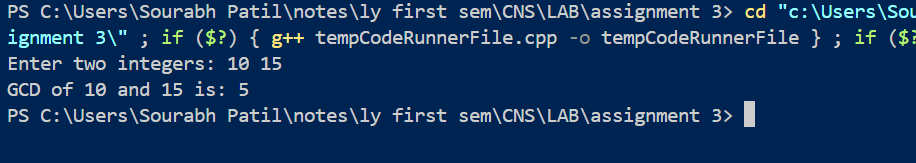 PS C:\Users\Sourabh Patil\notes\ly first sem\CNS\LAB\assignment 3> cd "c:\Users\Sou
ignment 3\" ; if ($?) { g++ tempCodeRunnerFile.cpp -o tempCodeRunnerFile } ; if ($?
Enter two integers: 10 15
GCD of 10 and 15 is: 5
PS C:\Users\Sourabh Patil\notes\ly first sem\CNS\LAB\assignment 3>